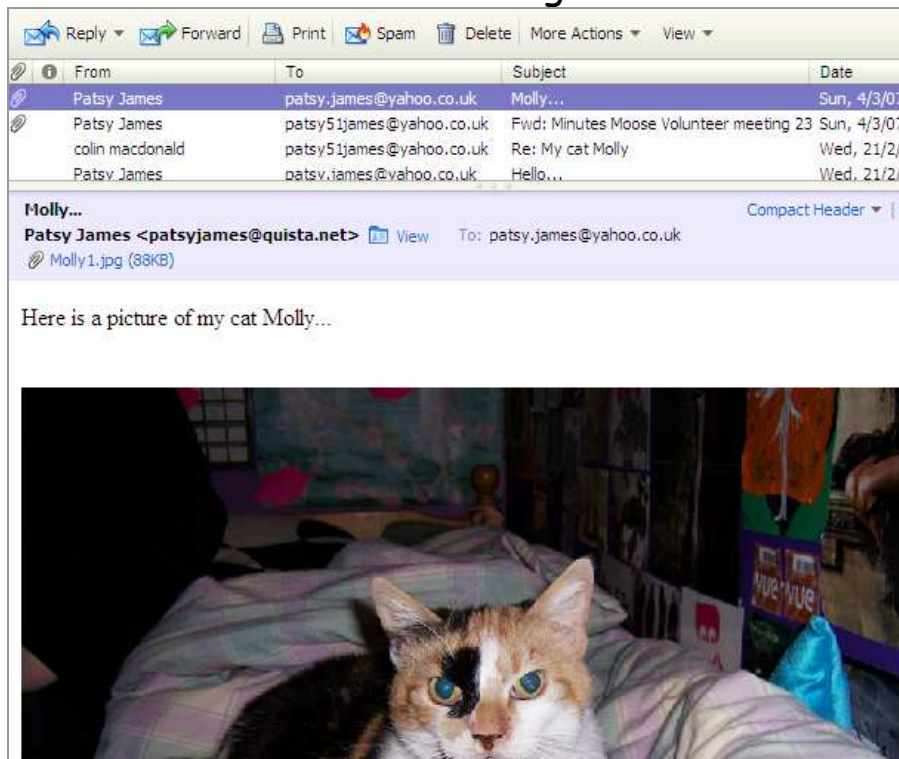 Reply Forward Print Spam Delete More Actions View
From To Subject Date
Patsy James patsy.james@yahoo.co.uk Molly... Sun, 4/3/07
Patsy James patsy51james@yahoo.co.uk Fwd: Minutes Moose Volunteer meeting 23 Sun, 4/3/07
colin macdonald patsy51james@yahoo.co.uk Re: My cat Molly Wed, 21/2/
Patsy James patsy.james@yahoo.co.uk Hello... Wed, 21/2/
Molly... Compact Header
Patsy James <patsyjames@quista.net> View To: patsy.james@yahoo.co.uk
Molly1.jpg (88KB)
Here is a picture of my cat Molly...
vue vue